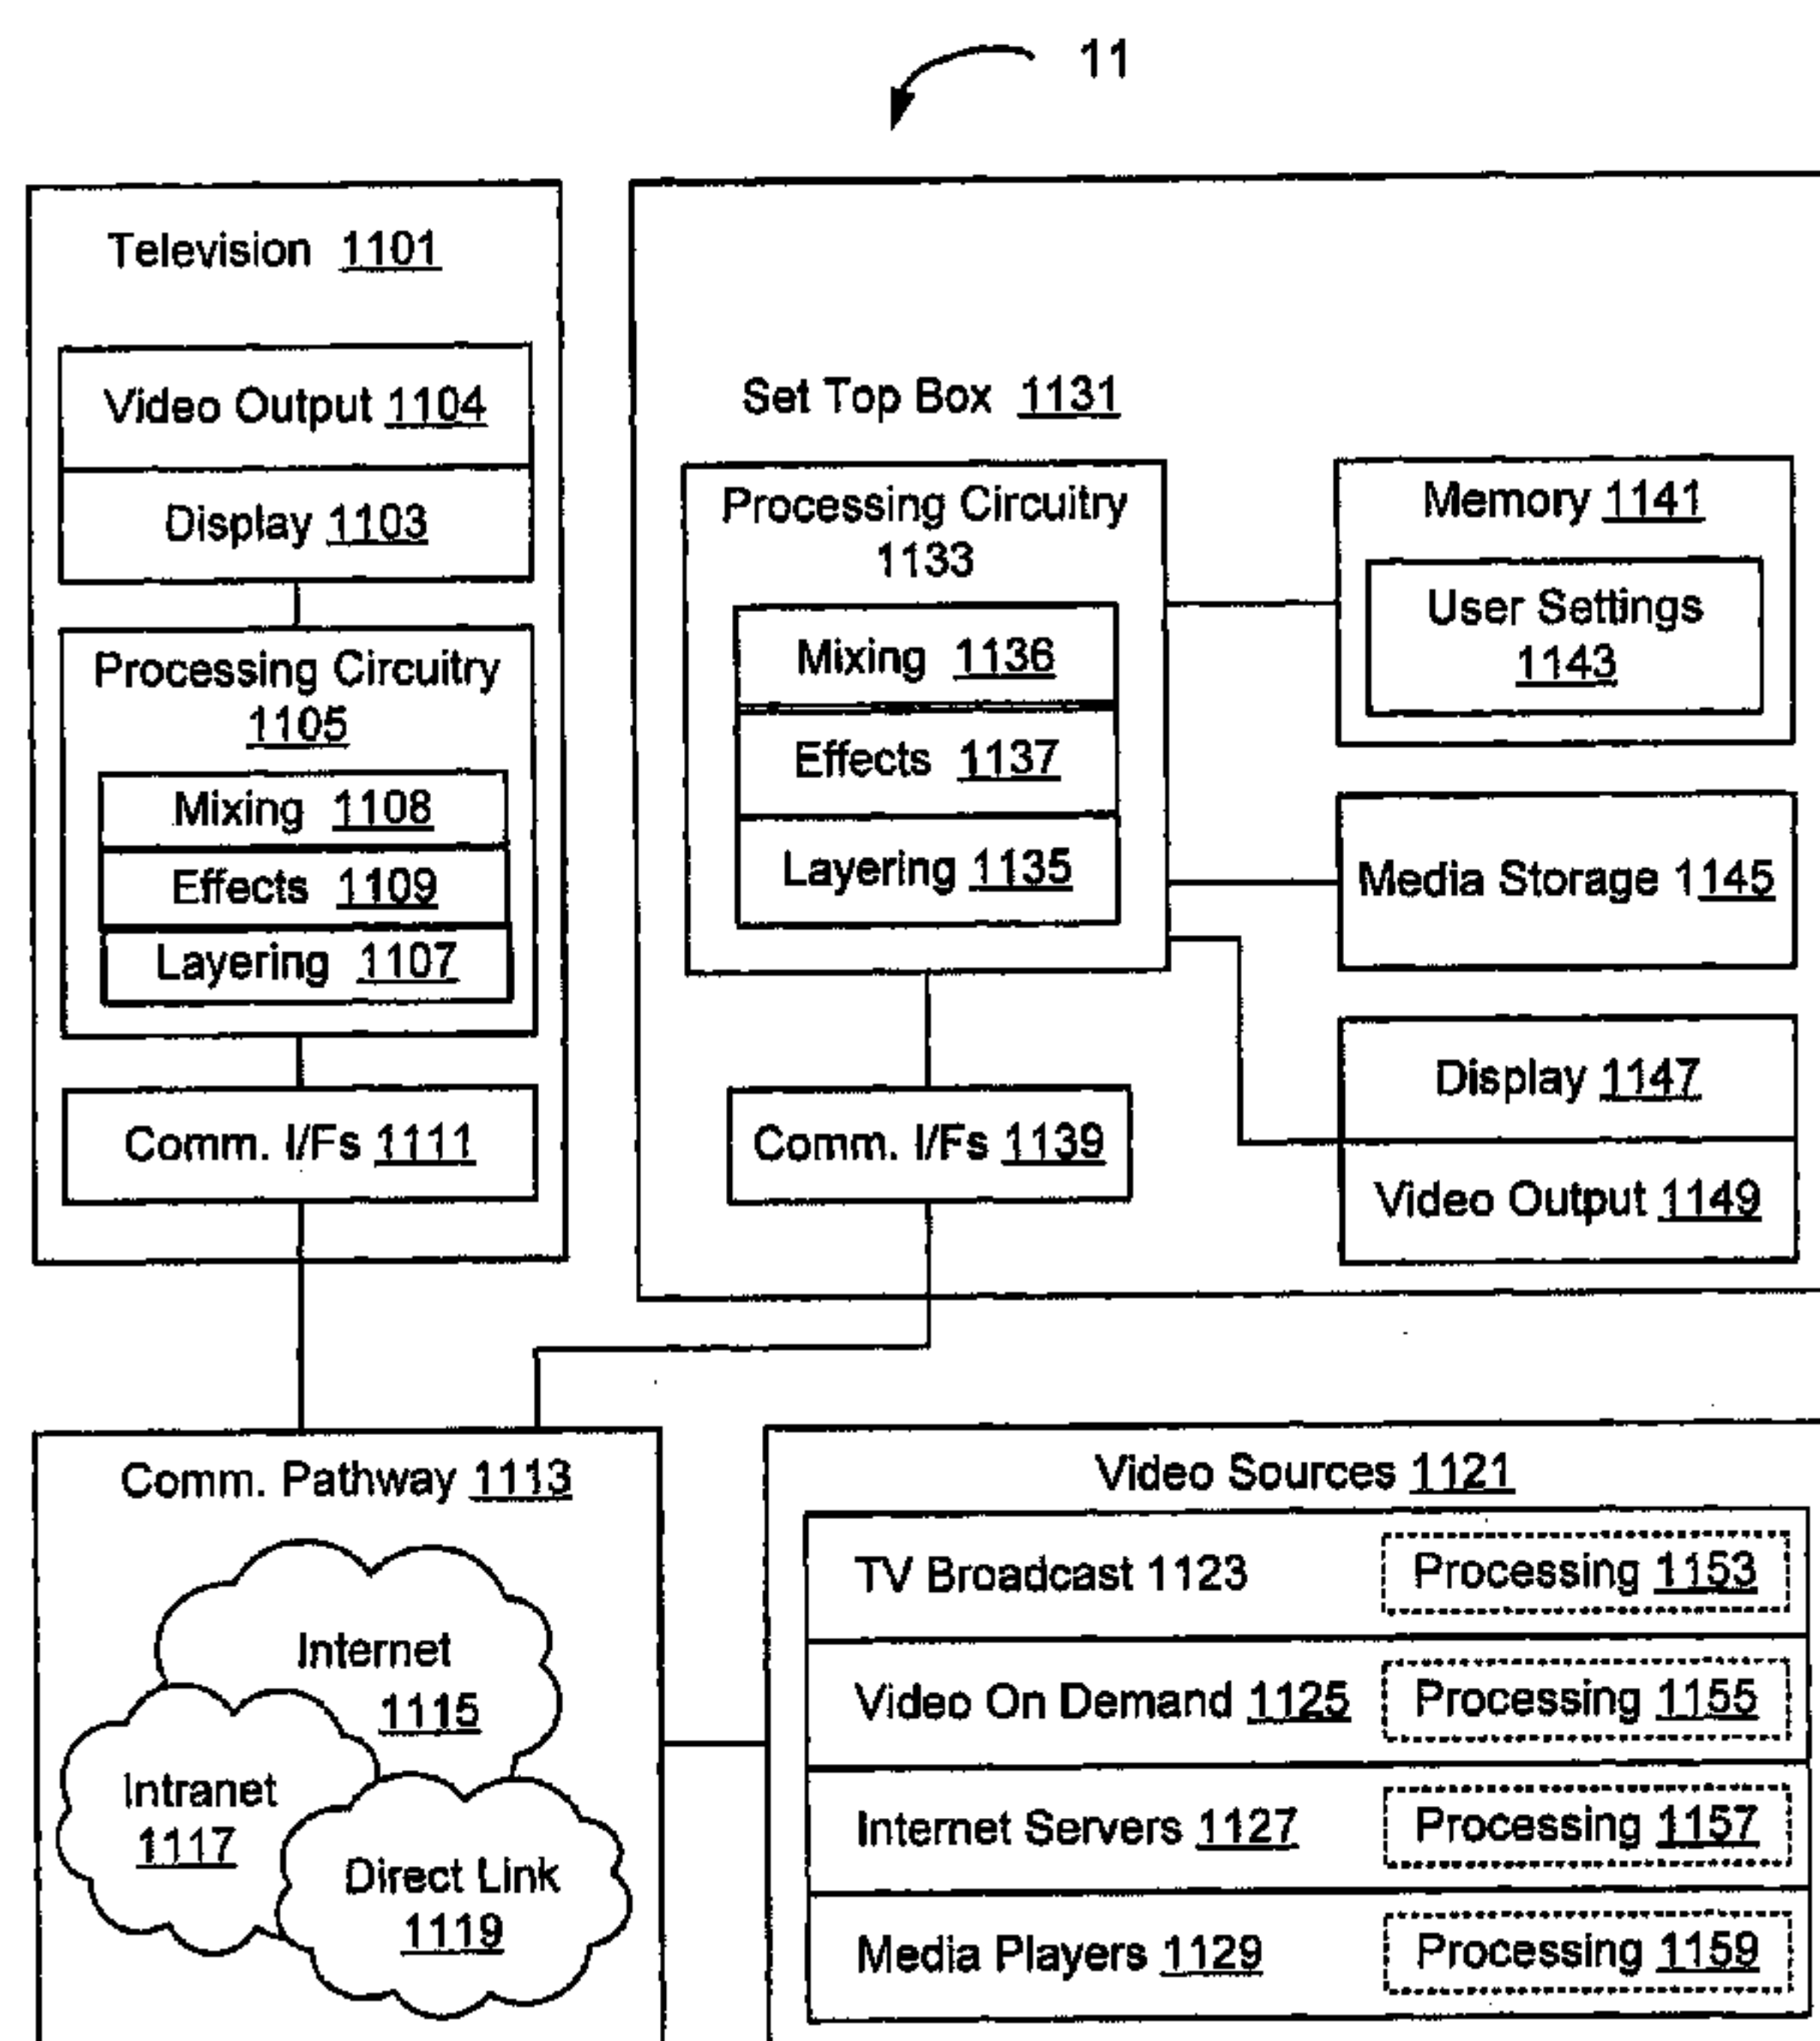 11
Television 1101
Video Output 1104
Display 1103
Processing Circuitry
1105
Mixing 1108
Effects 1109
Layering 1107
Comm. I/Fs 1111
Set Top Box 1131
Processing Circuitry
1133
Mixing 1136
Effects 1137
Layering 1135
Comm. I/Fs 1139
Memory 1141
User Settings
1143
Media Storage 1145
Display 1147
Video Output 1149
Comm. Pathway 1113
Internet
1115
Intranet
1117
Direct Link
1119
Video Sources 1121
TV Broadcast 1123
Processing 1153
Video On Demand 1125
Processing 1155
Internet Servers 1127
Processing 1157
Media Players 1129
Processing 1159